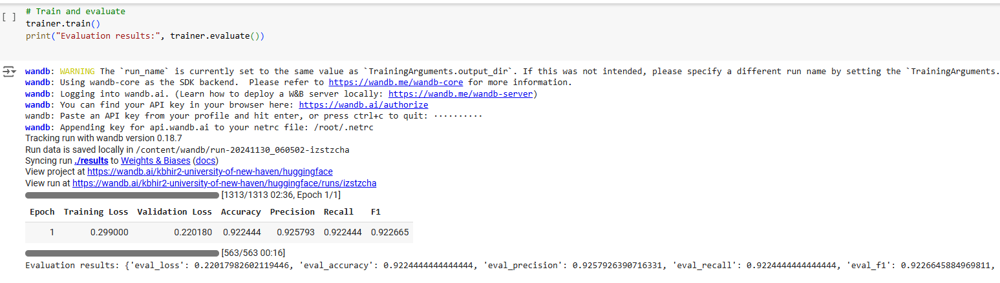 [ ]
# Train and evaluate
trainer.train()
print("Evaluation results:", trainer.evaluate())
wandb: WARNING The `run_name` is currently set to the same value as `TrainingArguments.output_dir`. If this was not intended, please specify a different run name by setting the `TrainingArguments.
wandb: Using wandb-core as the SDK backend.  Please refer to https://wandb.me/wandb-core for more information.
wandb: Logging into wandb.ai. (Learn how to deploy a W&B server locally: https://wandb.me/wandb-server)
wandb: You can find your API key in your browser here: https://wandb.ai/authorize
wandb: Paste an API key from your profile and hit enter, or press ctrl+c to quit: ··········
wandb: Appending key for api.wandb.ai to your netrc file: /root/.netrc
Tracking run with wandb version 0.18.7
Run data is saved locally in /content/wandb/run-20241130_060502-izstzcha
Syncing run ./results to Weights & Biases (docs)
View project at https://wandb.ai/kbhir2-university-of-new-haven/huggingface
View run at https://wandb.ai/kbhir2-university-of-new-haven/huggingface/runs/izstzcha
[1313/1313 02:36, Epoch 1/1]
Epoch Training Loss Validation Loss Accuracy Precision Recall F1
1 0.299000 0.220180 0.922444 0.925793 0.922444 0.922665
[563/563 00:16]
Evaluation results: {'eval_loss': 0.22017982602119446, 'eval_accuracy': 0.9224444444444444, 'eval_precision': 0.9257926390716331, 'eval_recall': 0.9224444444444444, 'eval_f1': 0.9226645884969811,